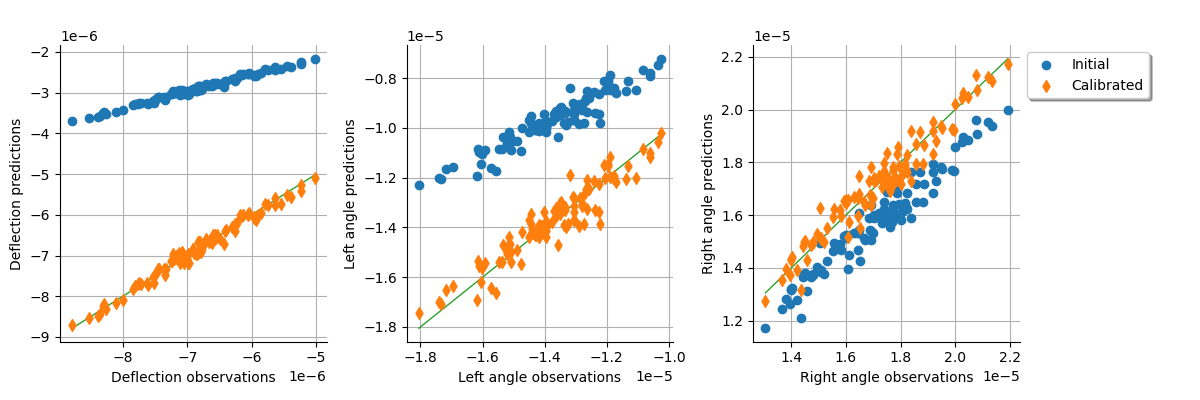 1e−6
−2
−3
−4
−5
−6
−7
−8
−9
−8
−7
−6
−5
Deflection predictions
Deflection observations
1e−6
1e−5
−0.8
−1.0
−1.2
−1.4
−1.6
−1.8
−1.8
−1.6
−1.4
−1.2
−1.0
Left angle predictions
Left angle observations
1e−5
1e−5
2.2
2.0
1.8
1.6
1.4
1.2
1.4
1.6
1.8
2.0
2.2
Right angle predictions
Right angle observations
1e−5
Initial
Calibrated